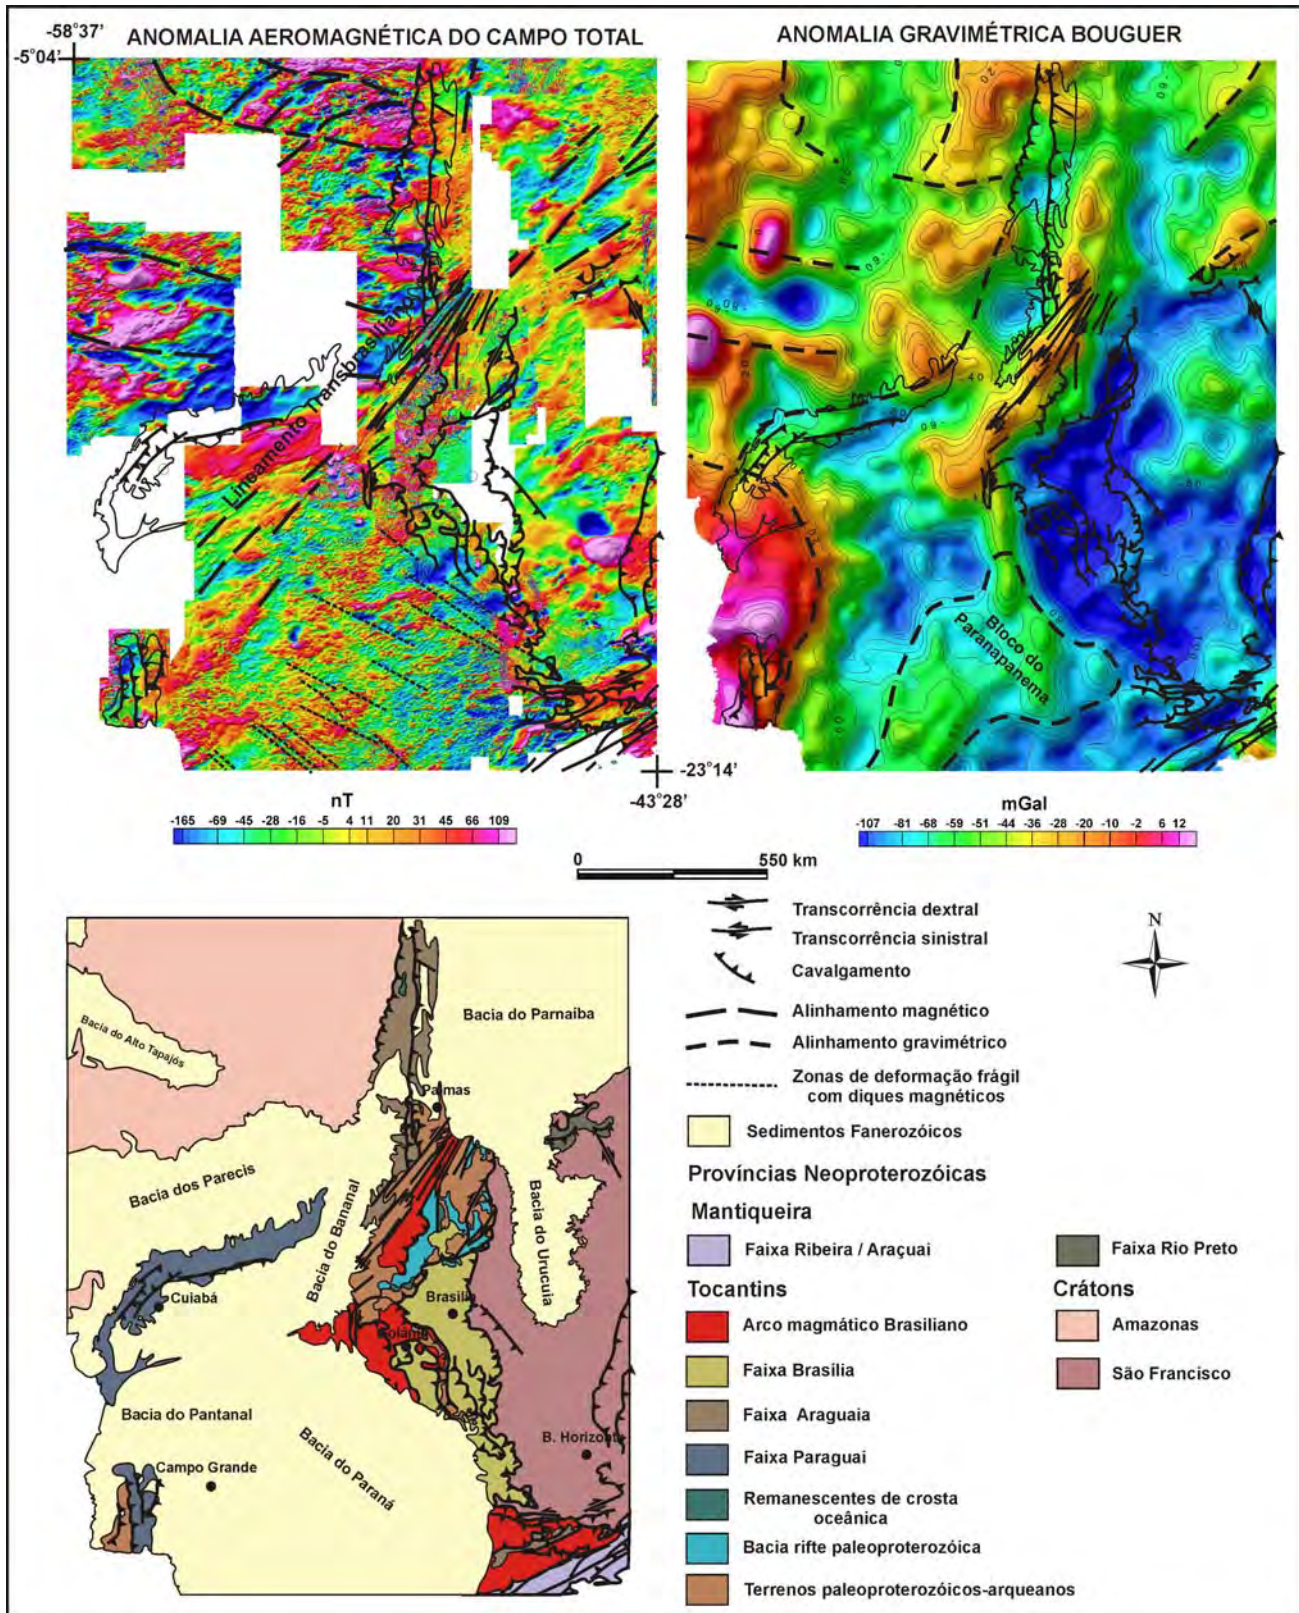 -58°37'
-5°04'
ANOMALIA AEROMAGNÉTICA DO CAMPO TOTAL
ANOMALIA GRAVIMÉTRICA BOUGUER
Lineamento Transbrasiliano
Bloco do
Paranapanema
-23°14'
-43°28'
nT
-165 -69 -45 -28 -16 -5 4 11 20 31 66 109
mGal
-107 -81 -68 -59 -51 -44 -36 -28 -20 -10 -2 6 12
0 550 km
N
Transcorrência dextral
Transcorrência sinistral
Cavalgamento
Alinhamento magnético
Alinhamento gravimétrico
Zonas de deformação frágil
com diques magnéticos
Sedimentos Fanerozóicos
Províncias Neoproterozóicas
Mantiqueira
Faixa Ribeira / Araçuai
Tocantins
Arco magmático Brasiliano
Faixa Brasília
Faixa Araguaia
Faixa Paraguai
Remanescentes de crosta
oceânica
Bacia rifte paleoproterozóica
Terrenos paleoproterozóicos-arqueanos
Faixa Rio Preto
Crátons
Amazonas
São Francisco
Bacia do Alto Tapajós
Bacia do Parnaiba
Palmas
Bacia dos Parecis
Bacia do Bananal
Bacia do Urucuia
Cuiabá
Brasília
Goiânia
Bacia do Pantanal
Bacia do Paraná
Campo Grande
B. Horizonte